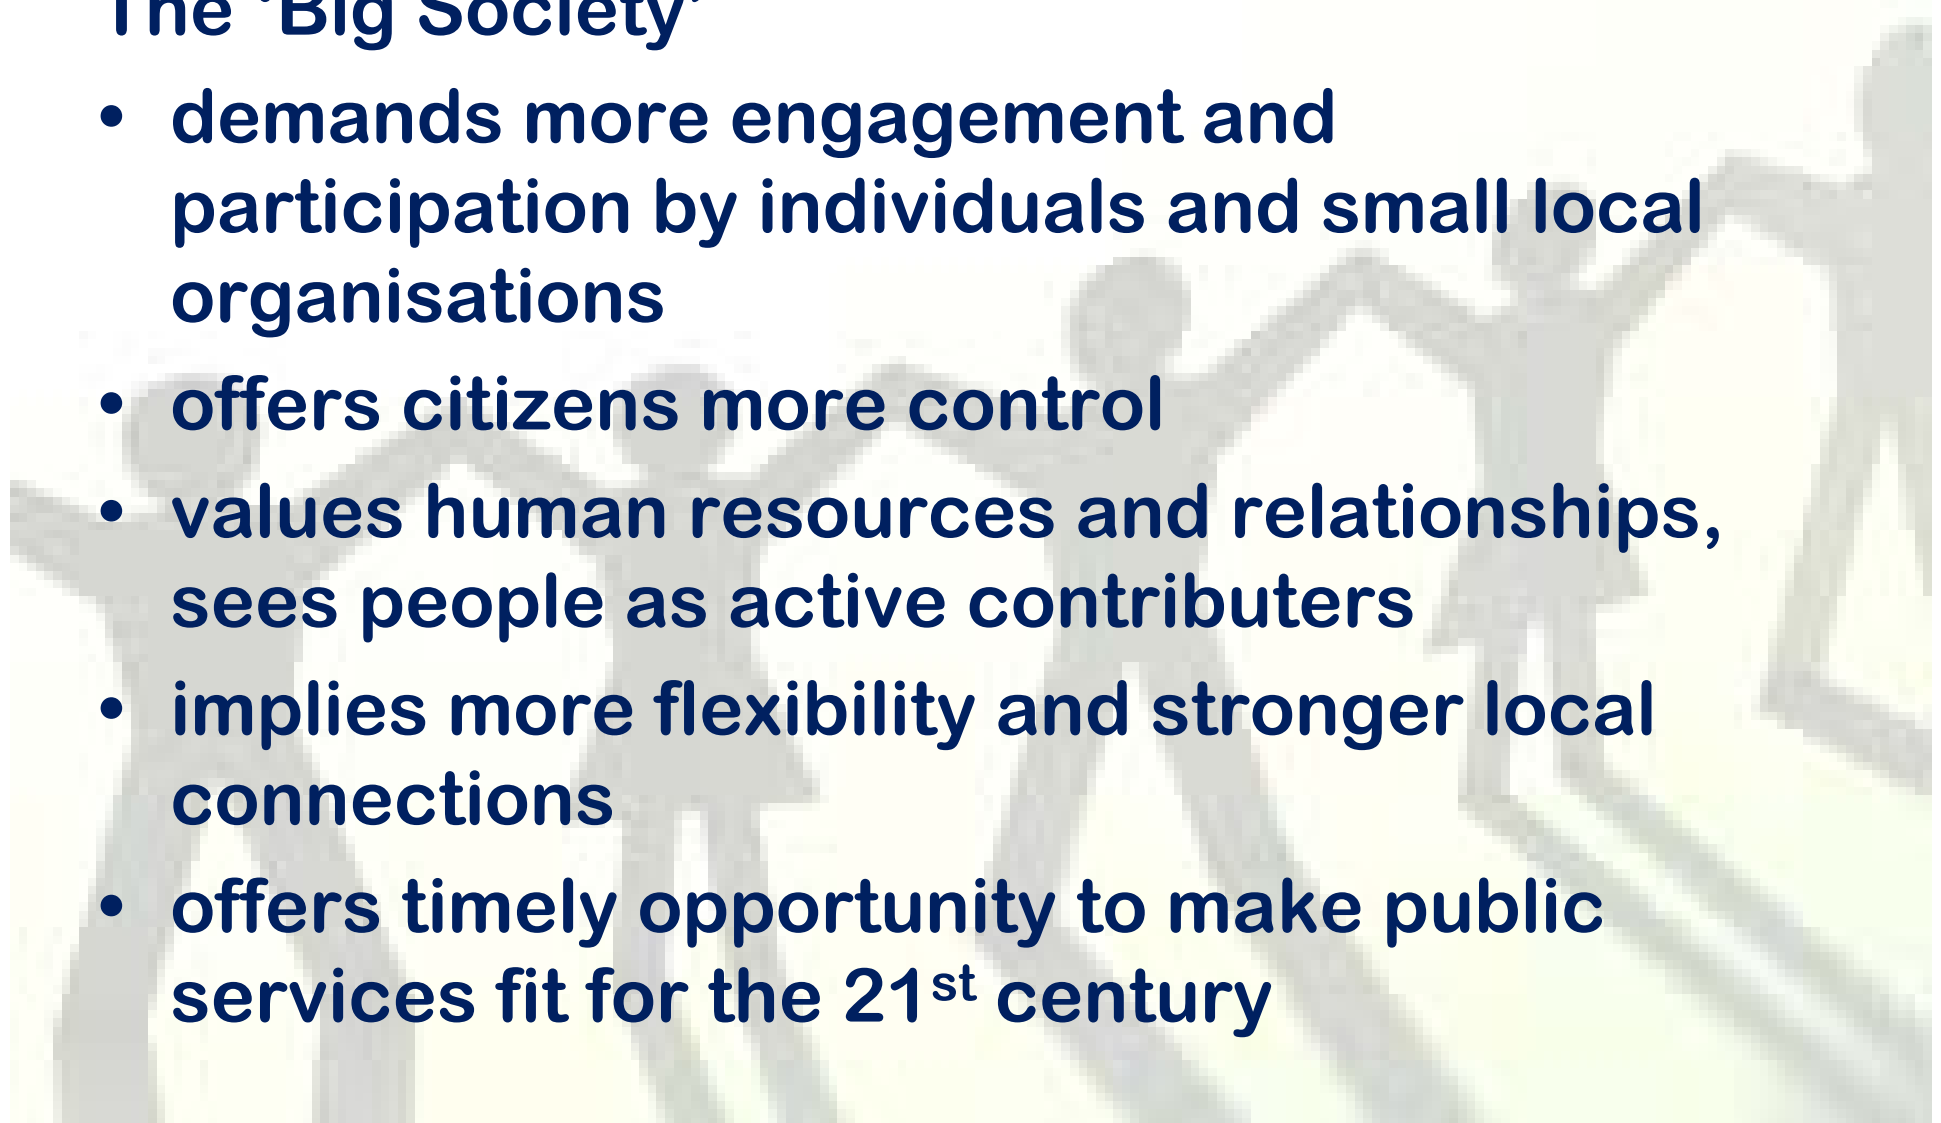 The 'Big Society'
• demands more engagement and
participation by individuals and small local
organisations
• offers citizens more control
• values human resources and relationships,
sees people as active contributers
• implies more flexibility and stronger local
connections
• offers timely opportunity to make public
services fit for the 21st century